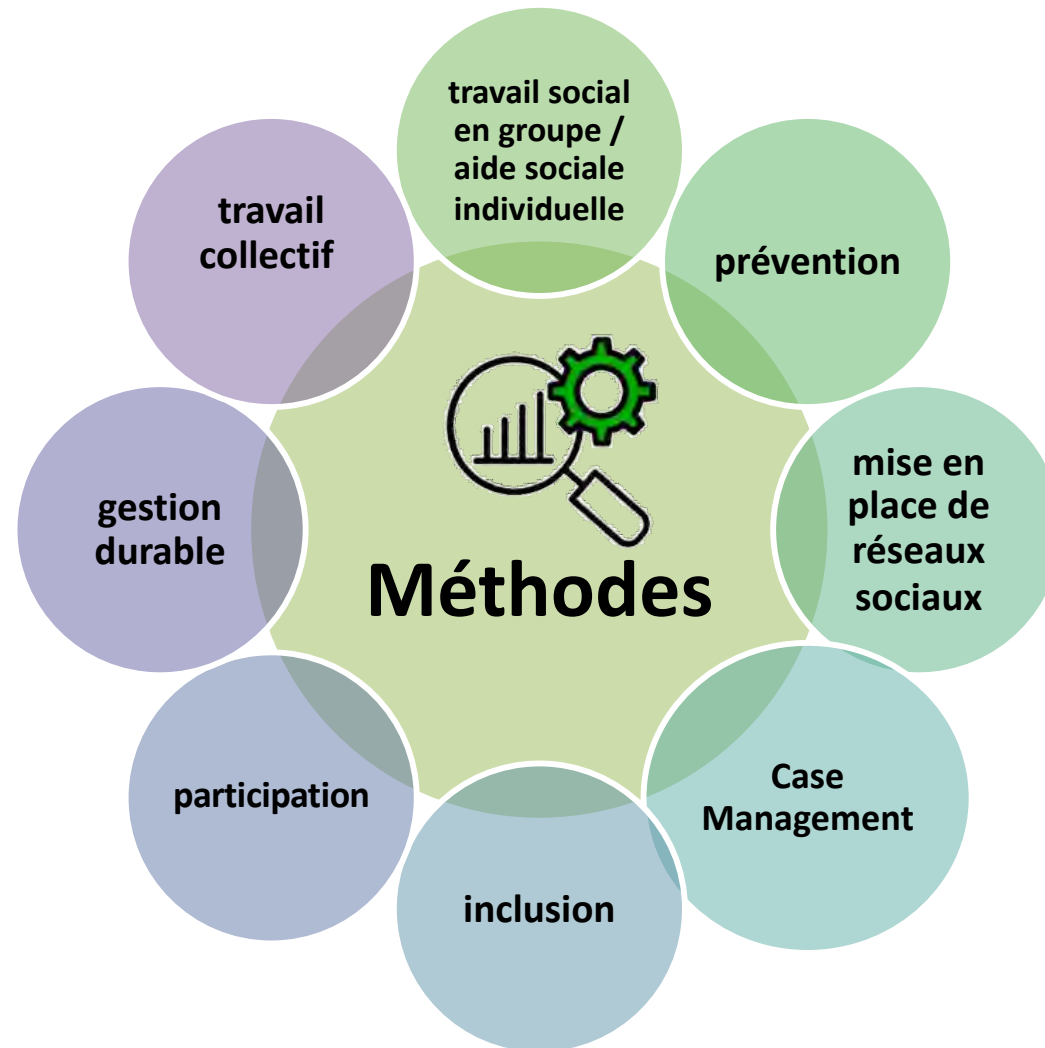 travail social
en groupe /
aide sociale
individuelle
prévention
mise en
place de
réseaux
sociaux
Case
Management
inclusion
participation
gestion
durable
travail
collectif
Méthodes